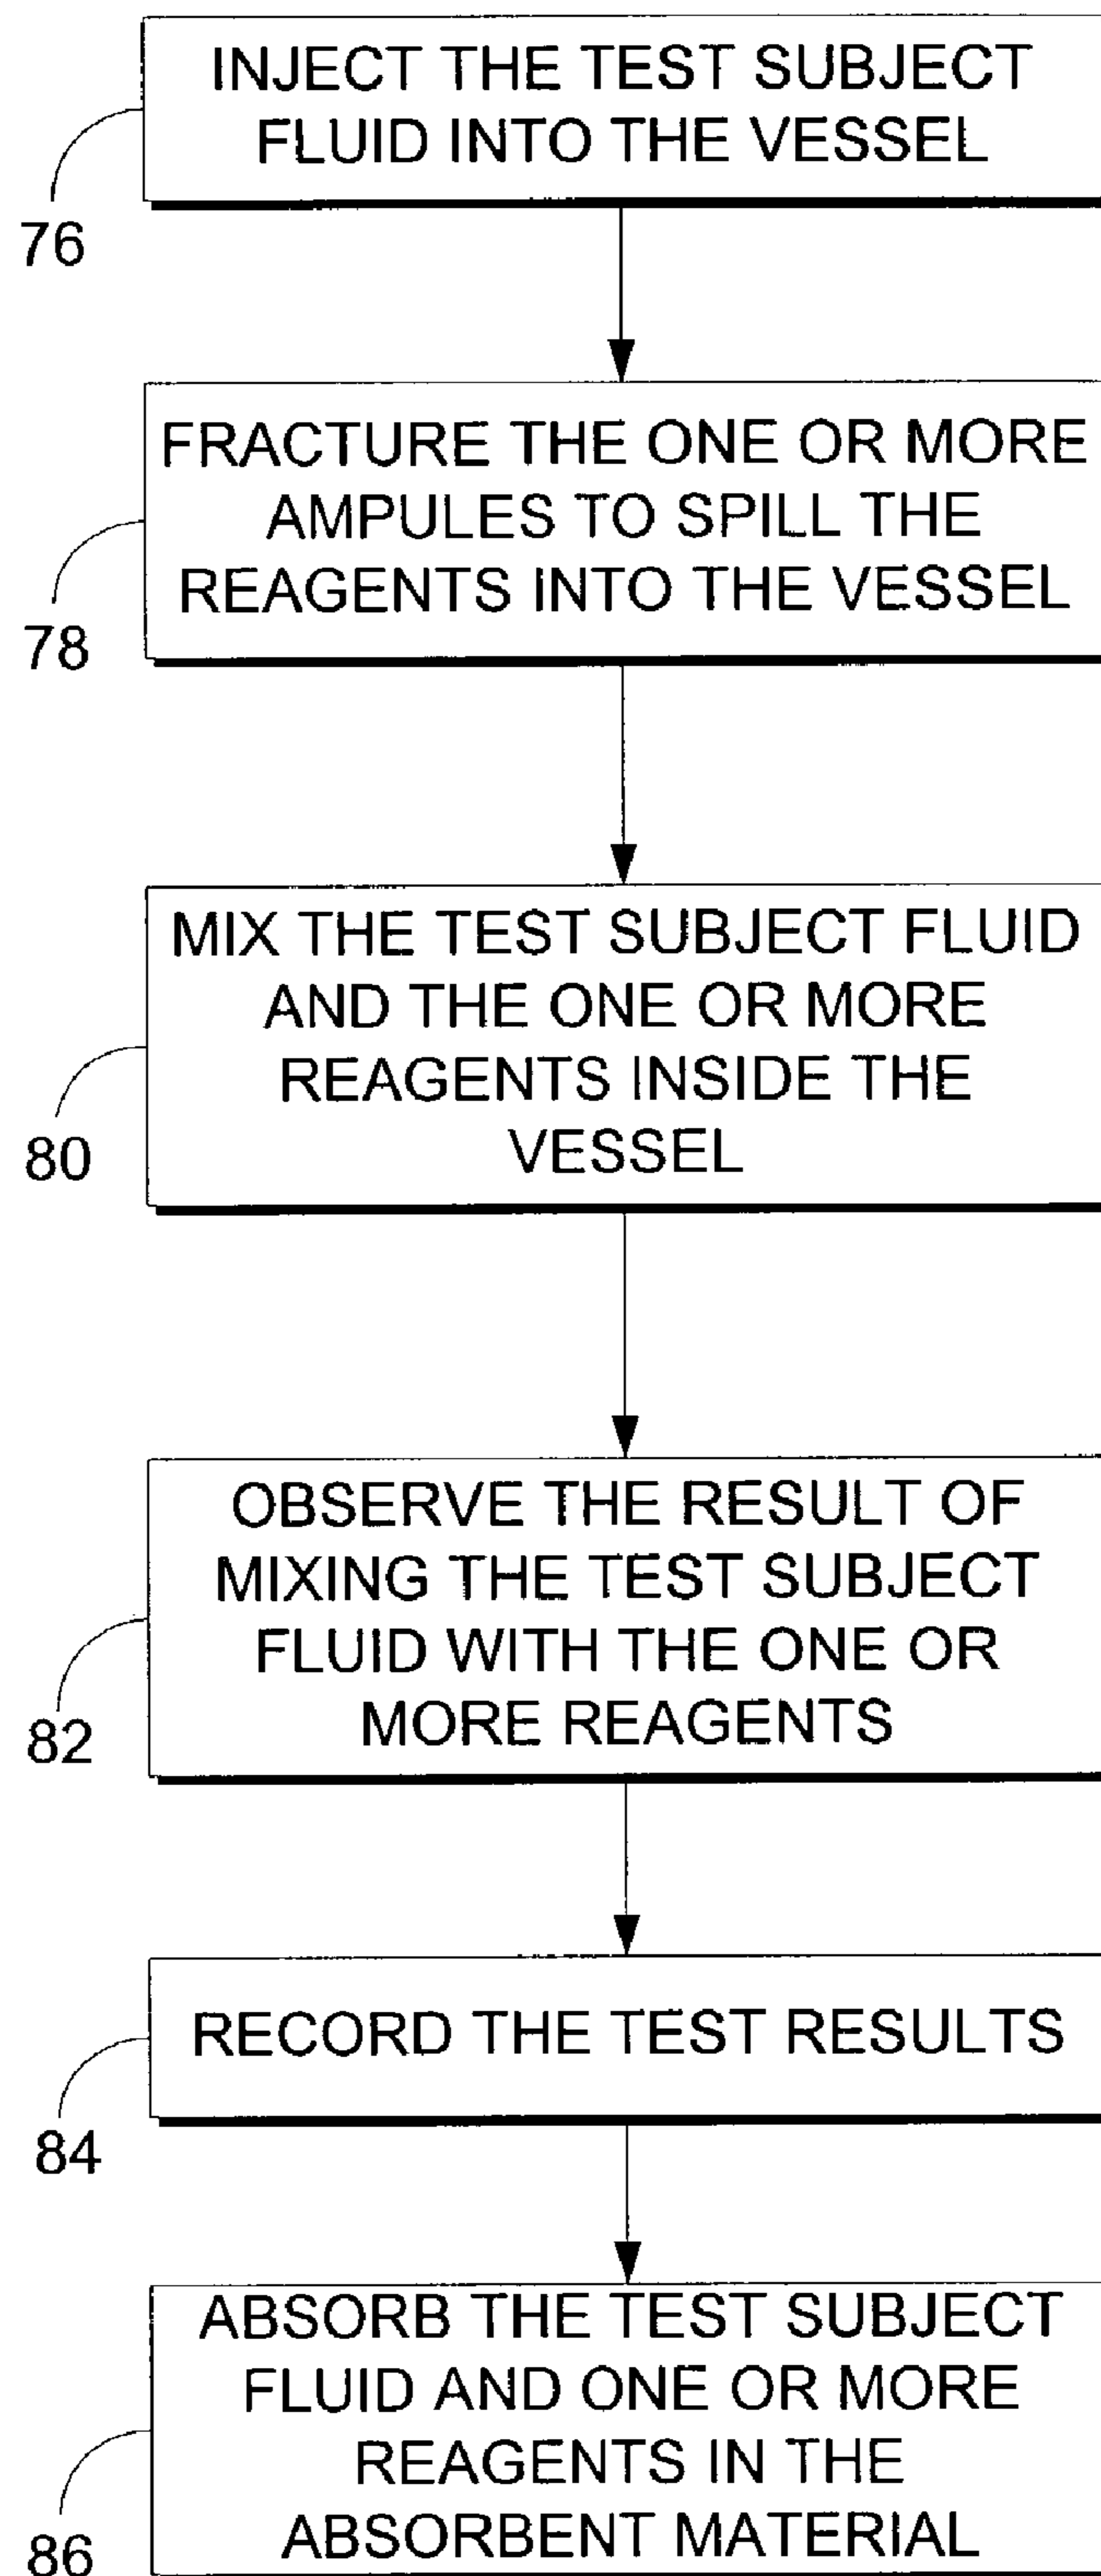 INJECT THE TEST SUBJECT
FLUID INTO THE VESSEL
76
FRACTURE THE ONE OR MORE
AMPULES TO SPILL THE
REAGENTS INTO THE VESSEL
78
MIX THE TEST SUBJECT FLUID
AND THE ONE OR MORE
REAGENTS INSIDE THE
VESSEL
80
OBSERVE THE RESULT OF
MIXING THE TEST SUBJECT
FLUID WITH THE ONE OR
MORE REAGENTS
82
RECORD THE TEST RESULTS
84
ABSORB THE TEST SUBJECT
FLUID AND ONE OR MORE
REAGENTS IN THE
ABSORBENT MATERIAL
86